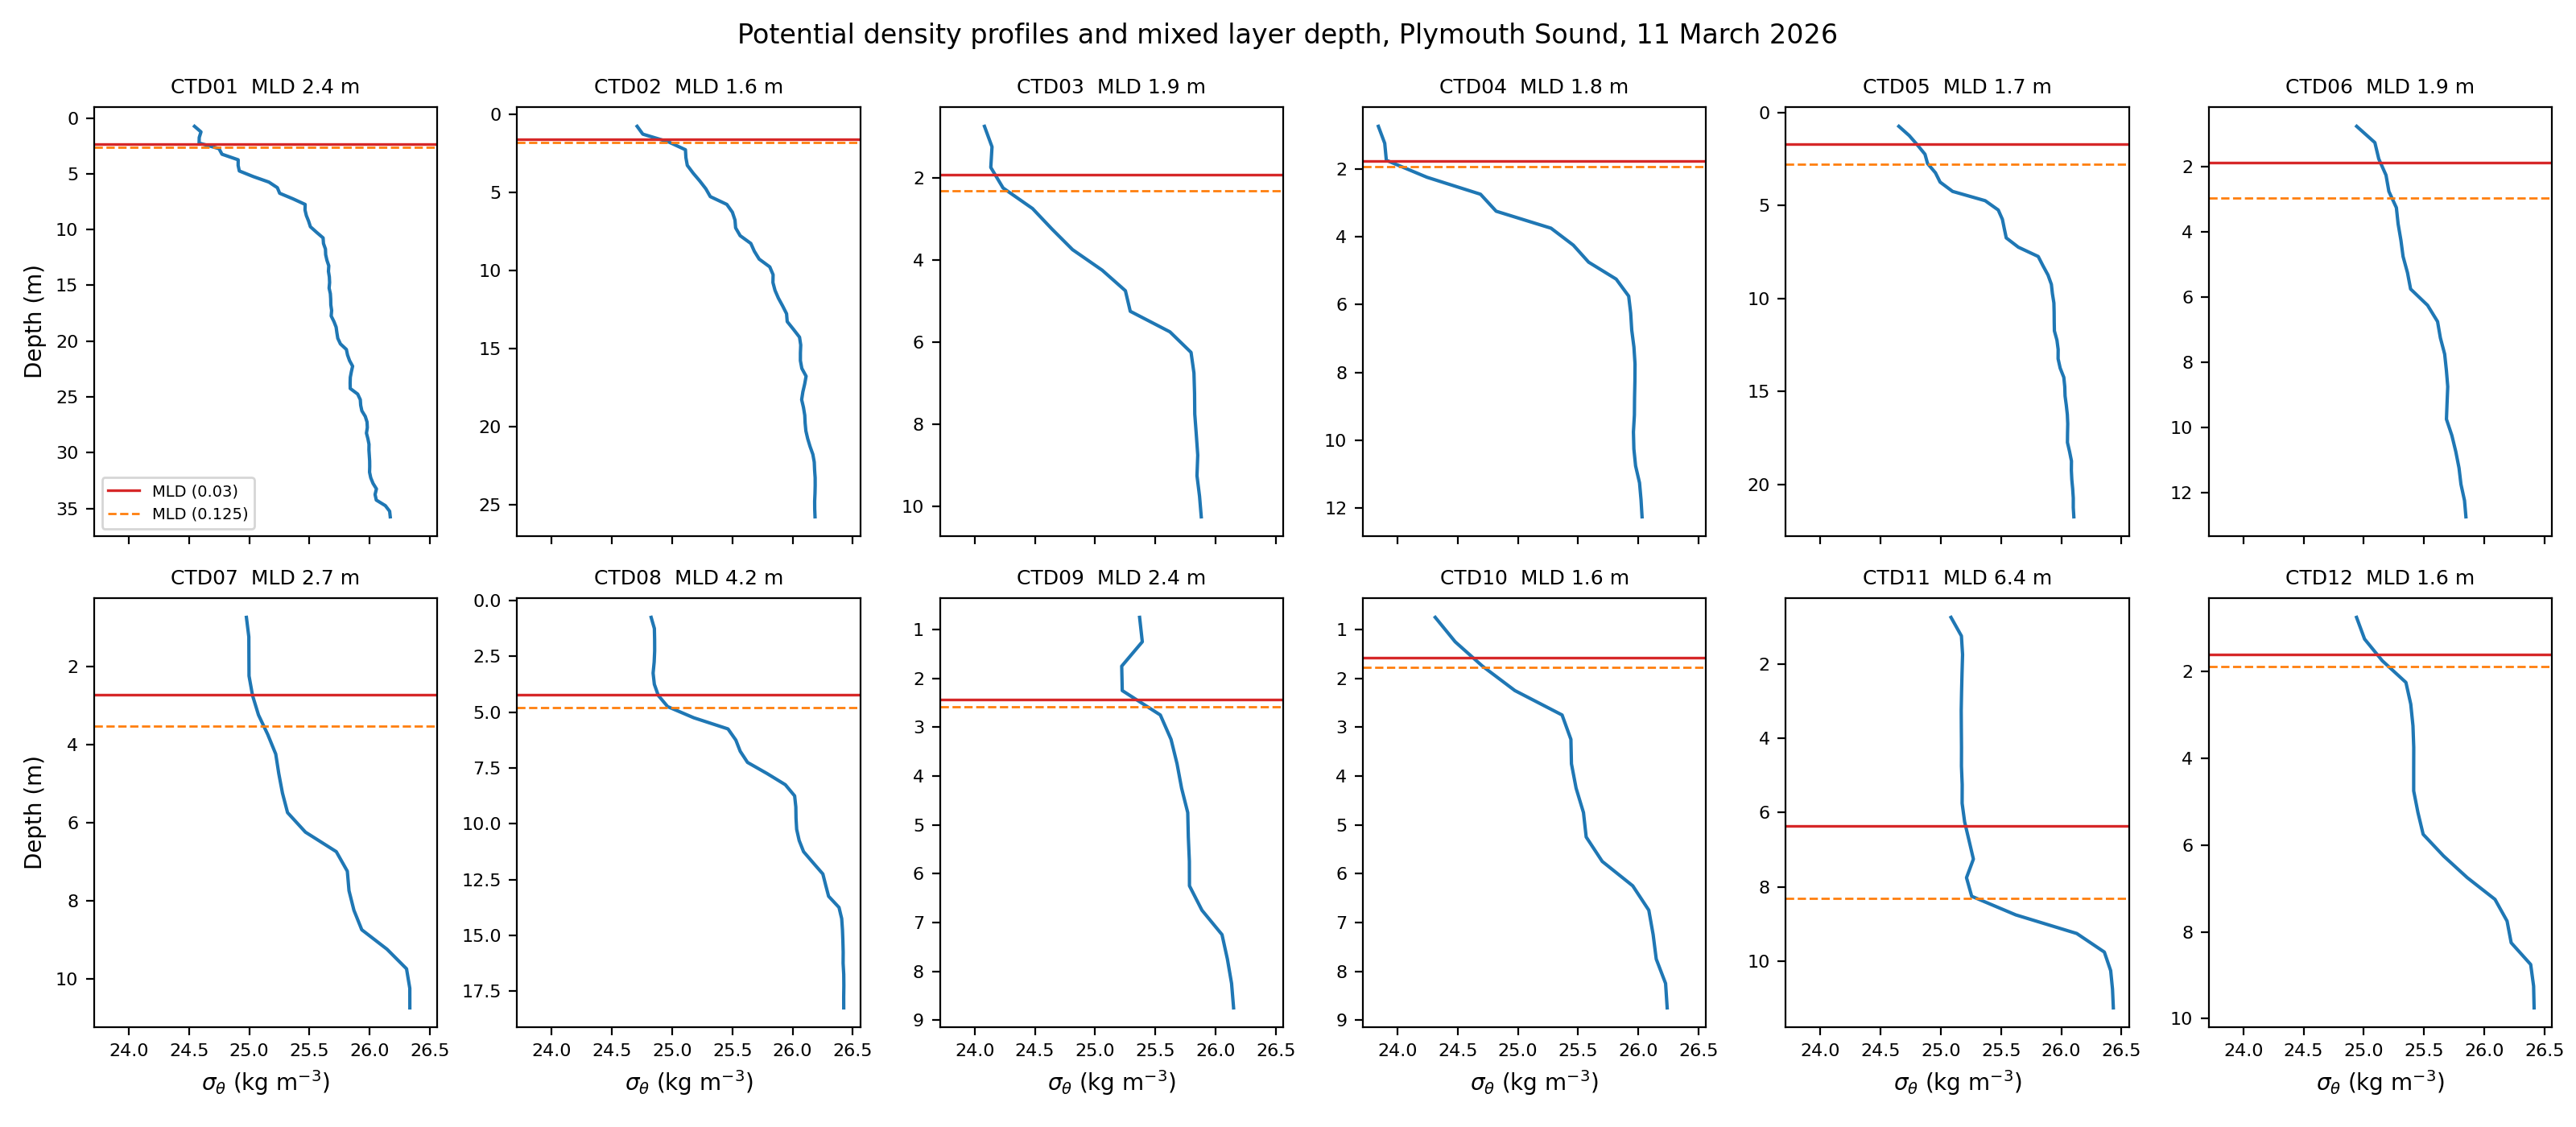 Potential density profiles and mixed layer depth, Plymouth Sound, 11 March 2026
CTD01 MLD 2.4 m
CTD02 MLD 1.6 m
CTD03 MLD 1.9 m
CTD04 MLD 1.8 m
CTD05 MLD 1.7 m
CTD06 MLD 1.9 m
Depth (m)
0
5
10
15
20
25
30
35
MLD (0.03)
MLD (0.125)
0
5
10
15
20
25
2
4
6
8
10
2
4
6
8
10
12
0
5
10
15
20
2
4
6
8
10
12
CTD07 MLD 2.7 m
CTD08 MLD 4.2 m
CTD09 MLD 2.4 m
CTD10 MLD 1.6 m
CTD11 MLD 6.4 m
CTD12 MLD 1.6 m
Depth (m)
2
4
6
8
10
0.0
2.5
5.0
7.5
10.0
12.5
15.0
17.5
1
2
3
4
5
6
7
8
9
1
2
3
4
5
6
7
8
9
2
4
6
8
10
2
4
6
8
10
24.0 24.5 25.0 25.5 26.0 26.5
24.0 24.5 25.0 25.5 26.0 26.5
24.0 24.5 25.0 25.5 26.0 26.5
24.0 24.5 25.0 25.5 26.0 26.5
24.0 24.5 25.0 25.5 26.0 26.5
24.0 24.5 25.0 25.5 26.0 26.5
σθ (kg m⁻³)
σθ (kg m⁻³)
σθ (kg m⁻³)
σθ (kg m⁻³)
σθ (kg m⁻³)
σθ (kg m⁻³)